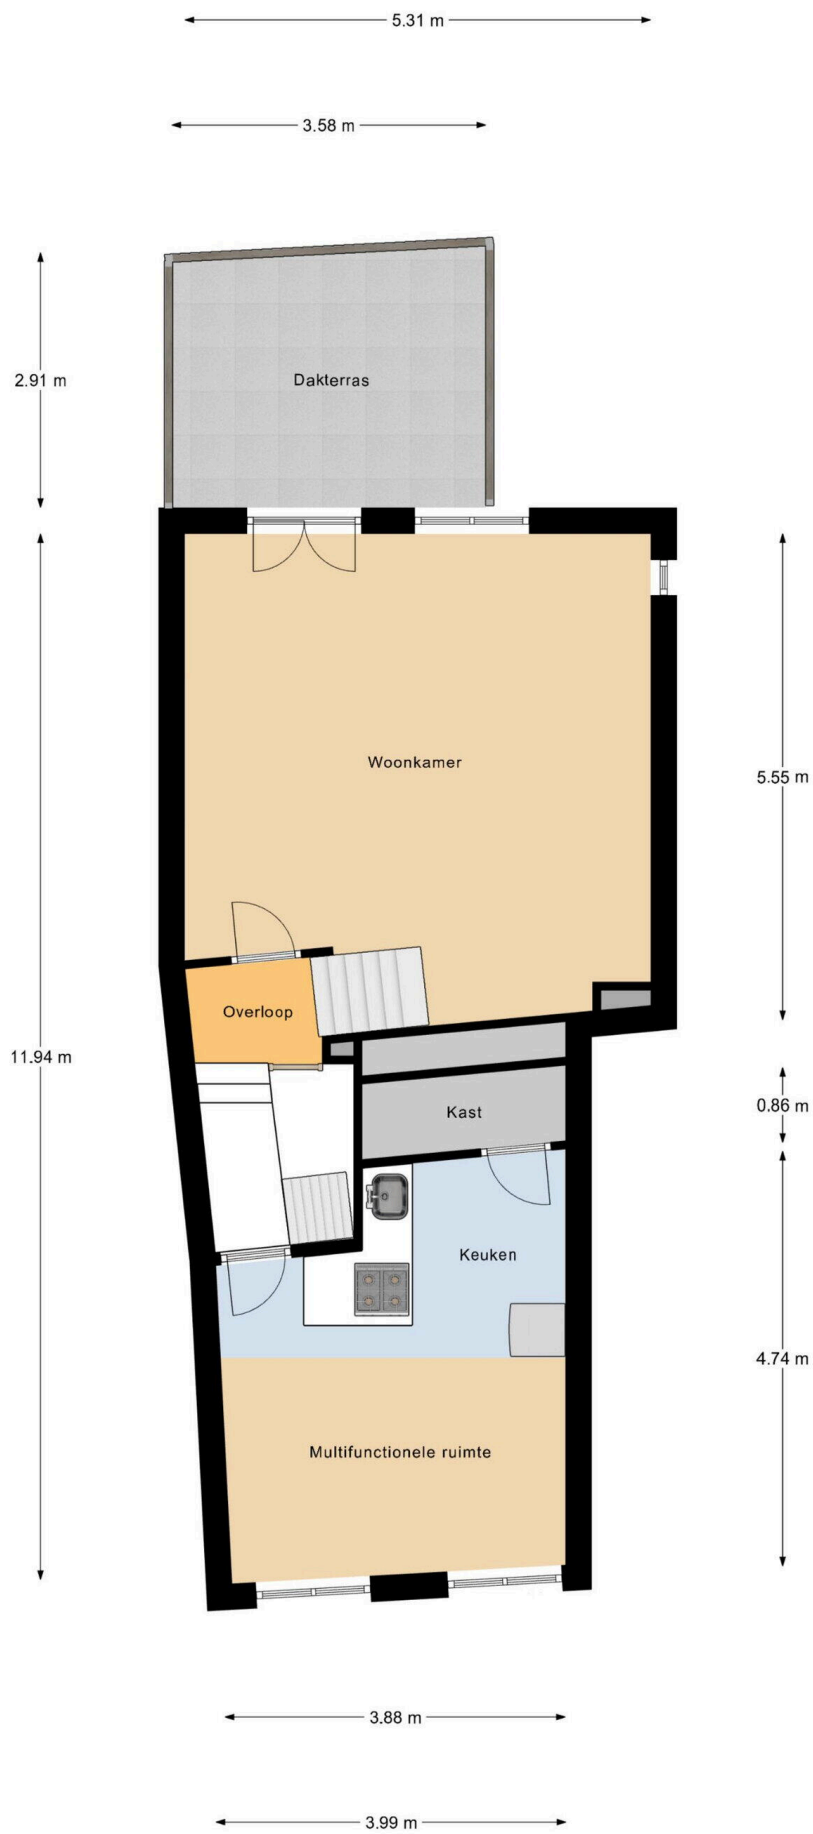 5.31 m
3.58 m
2.91 m
Dakterras
Woonkamer
5.55 m
Overloop
11.94 m
0.86 m
Kast
Keuken
4.74 m
Multifunctionele ruimte
3.88 m
3.99 m